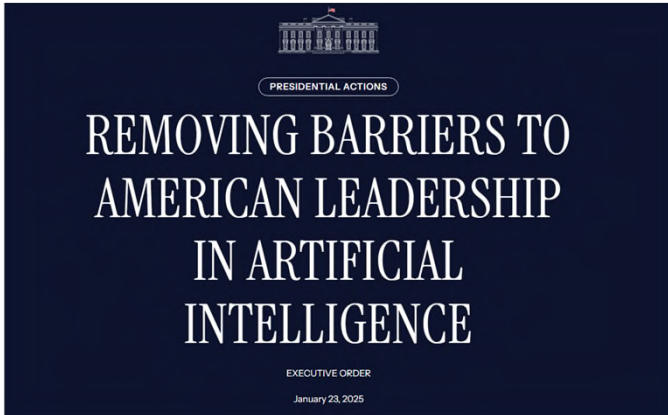 PRESIDENTIAL ACTIONS
REMOVING BARRIERS TO
AMERICAN LEADERSHIP
IN ARTIFICIAL
INTELLIGENCE
EXECUTIVE ORDER
January 23, 2025